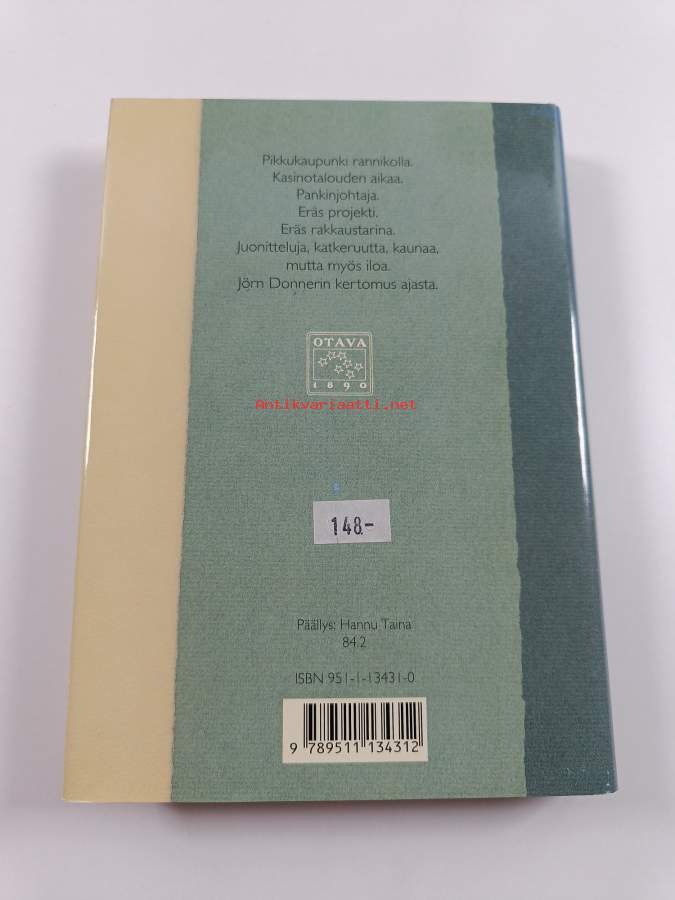 Pikkukaupunki rannikolla.
Kasinotalouden aikaa.
Pankinjohtaja.
Eräs projekti.
Eräs rakkaustarina.
Juonitteluja, katkeruutta, kaunaa,
mutta myös iloa.
Jörn Donnerin kertomus ajasta.
OTAVA
1890
Antikvariaatti.net
148.-
Päällys: Hannu Taina
84.2
ISBN 951-1-13431-0
9 789511 134312